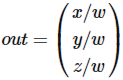 out = ( x/w
y/w
z/w )